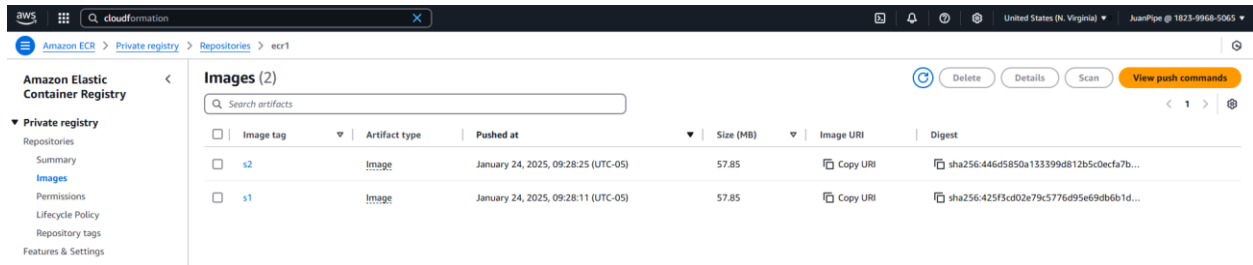 aws
cloudformation
United States (N. Virginia) ▼
JuanPipe @ 1823-9968-5065 ▼
Amazon ECR > Private registry > Repositories > ecr1
Amazon Elastic
Container Registry
▼ Private registry
Repositories
Summary
Images
Permissions
Lifecycle Policy
Repository tags
Features & Settings
Images (2)
Delete
Details
Scan
View push commands
Search artifacts
< 1 >
Image tag
Artifact type
Pushed at
Size (MB)
Image URI
Digest
s2 Image January 24, 2025, 09:28:25 (UTC-05) 57.85 Copy URI sha256:446d5850a133399d812b5c0ecfa7b...
s1 Image January 24, 2025, 09:28:11 (UTC-05) 57.85 Copy URI sha256:425f3cd02e79c5776d95e69db6b1d...